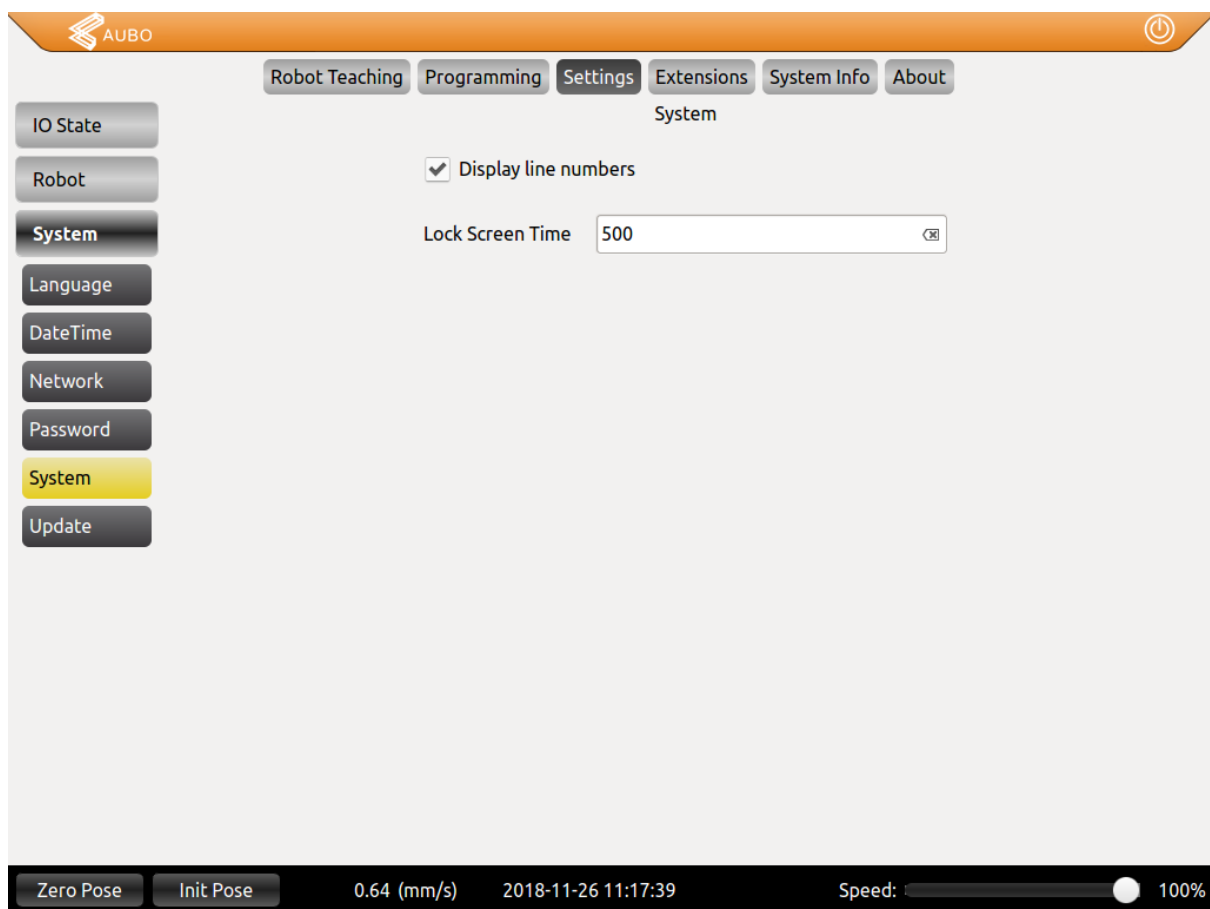 AUBO
Robot Teaching Programming Settings Extensions System Info About
System
IO State
Robot
System
Language
DateTime
Network
Password
System
Update
Display line numbers
Lock Screen Time 500
Zero Pose Init Pose 0.64 (mm/s) 2018-11-26 11:17:39 Speed: 100%